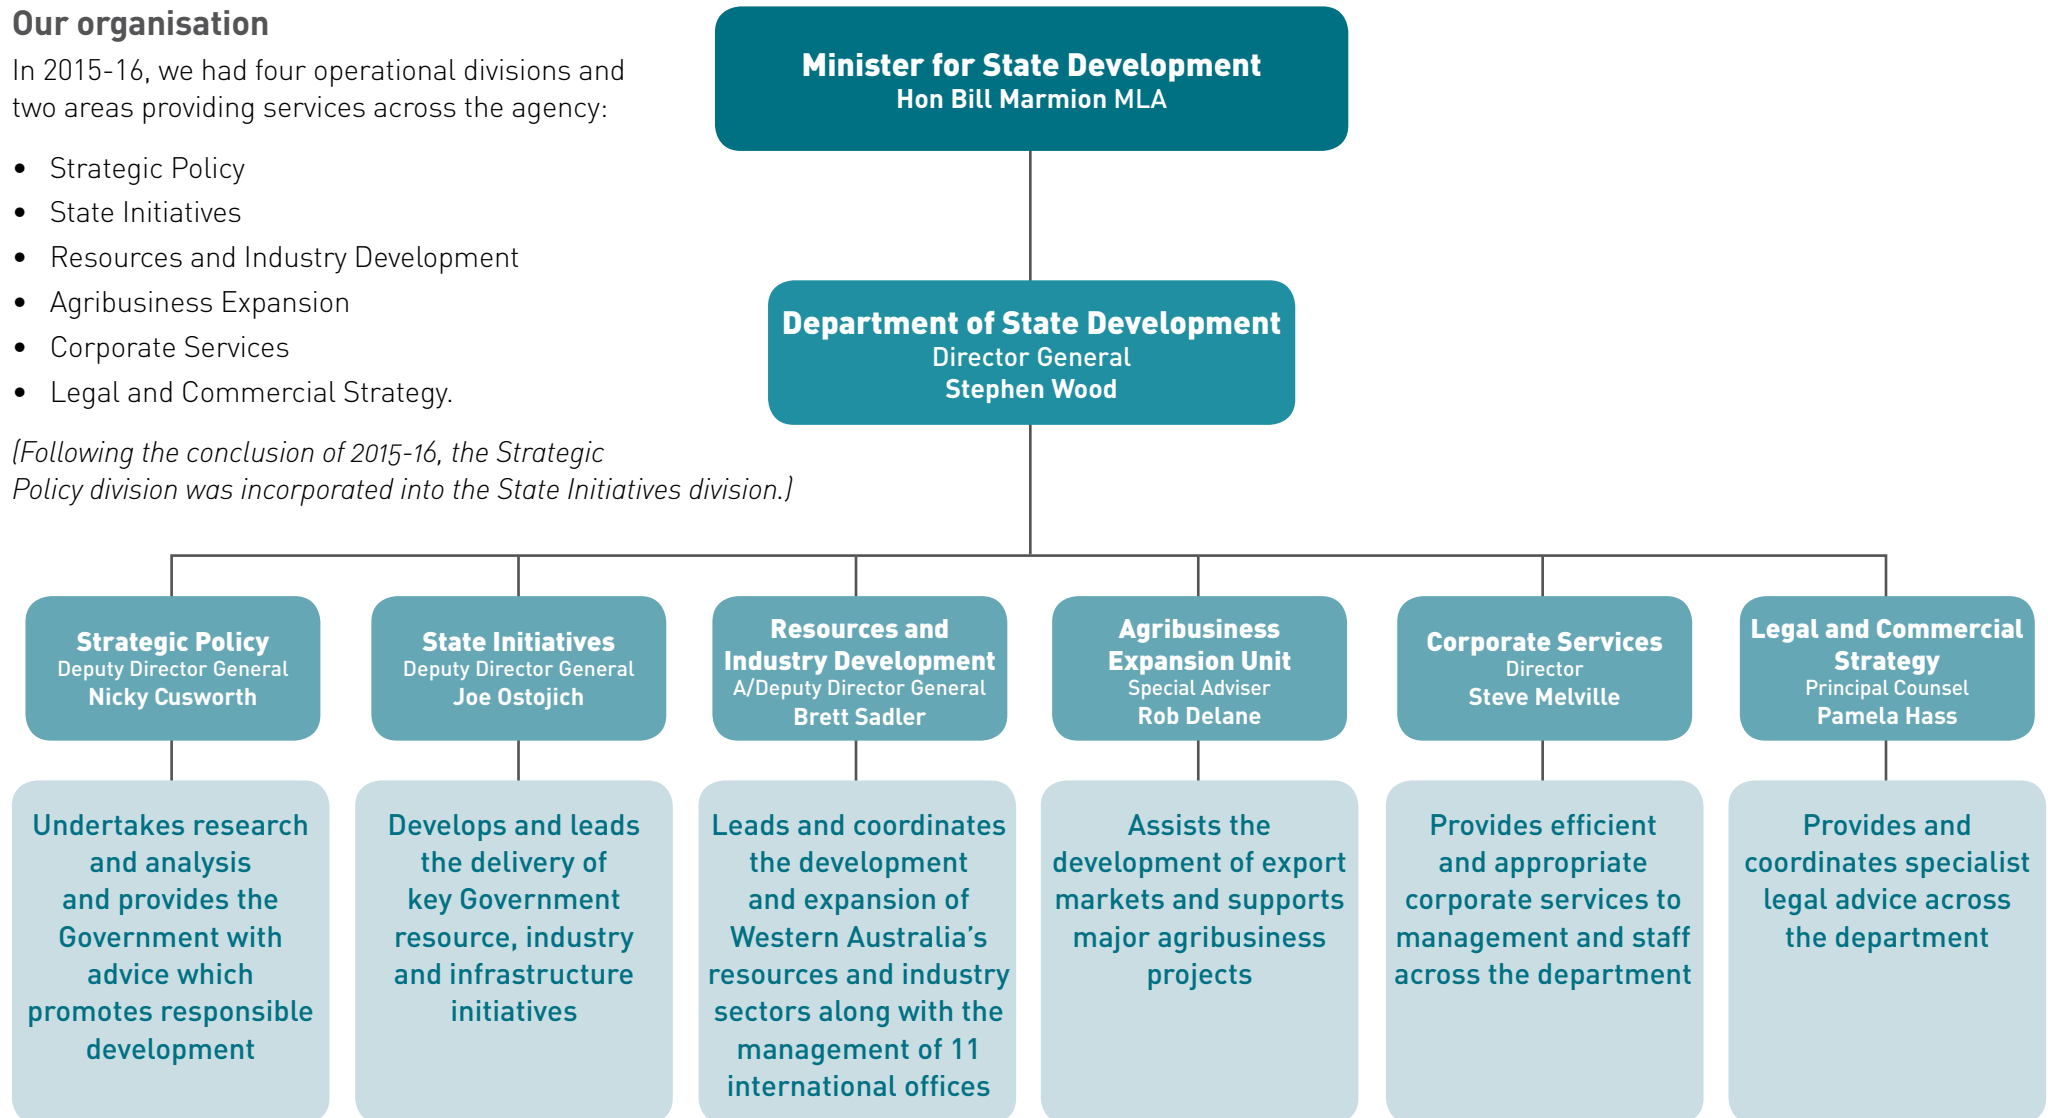 Our organisation
In 2015-16, we had four operational divisions and
two areas providing services across the agency:
• Strategic Policy
• State Initiatives
• Resources and Industry Development
• Agribusiness Expansion
• Corporate Services
• Legal and Commercial Strategy.
(Following the conclusion of 2015-16, the Strategic
Policy division was incorporated into the State Initiatives division.)
Minister for State Development
Hon Bill Marmion MLA
Department of State Development
Director General
Stephen Wood
Strategic Policy
Deputy Director General
Nicky Cusworth
Undertakes research
and analysis
and provides the
Government with
advice which
promotes responsible
development
State Initiatives
Deputy Director General
Joe Ostojich
Develops and leads
the delivery of
key Government
resource, industry
and infrastructure
initiatives
Resources and
Industry Development
A/Deputy Director General
Brett Sadler
Leads and coordinates
the development
and expansion of
Western Australia’s
resources and industry
sectors along with the
management of 11
international offices
Agribusiness
Expansion Unit
Special Adviser
Rob Delane
Assists the
development of export
markets and supports
major agribusiness
projects
Corporate Services
Director
Steve Melville
Provides efficient
and appropriate
corporate services to
management and staff
across the department
Legal and Commercial
Strategy
Principal Counsel
Pamela Hass
Provides and
coordinates specialist
legal advice across
the department